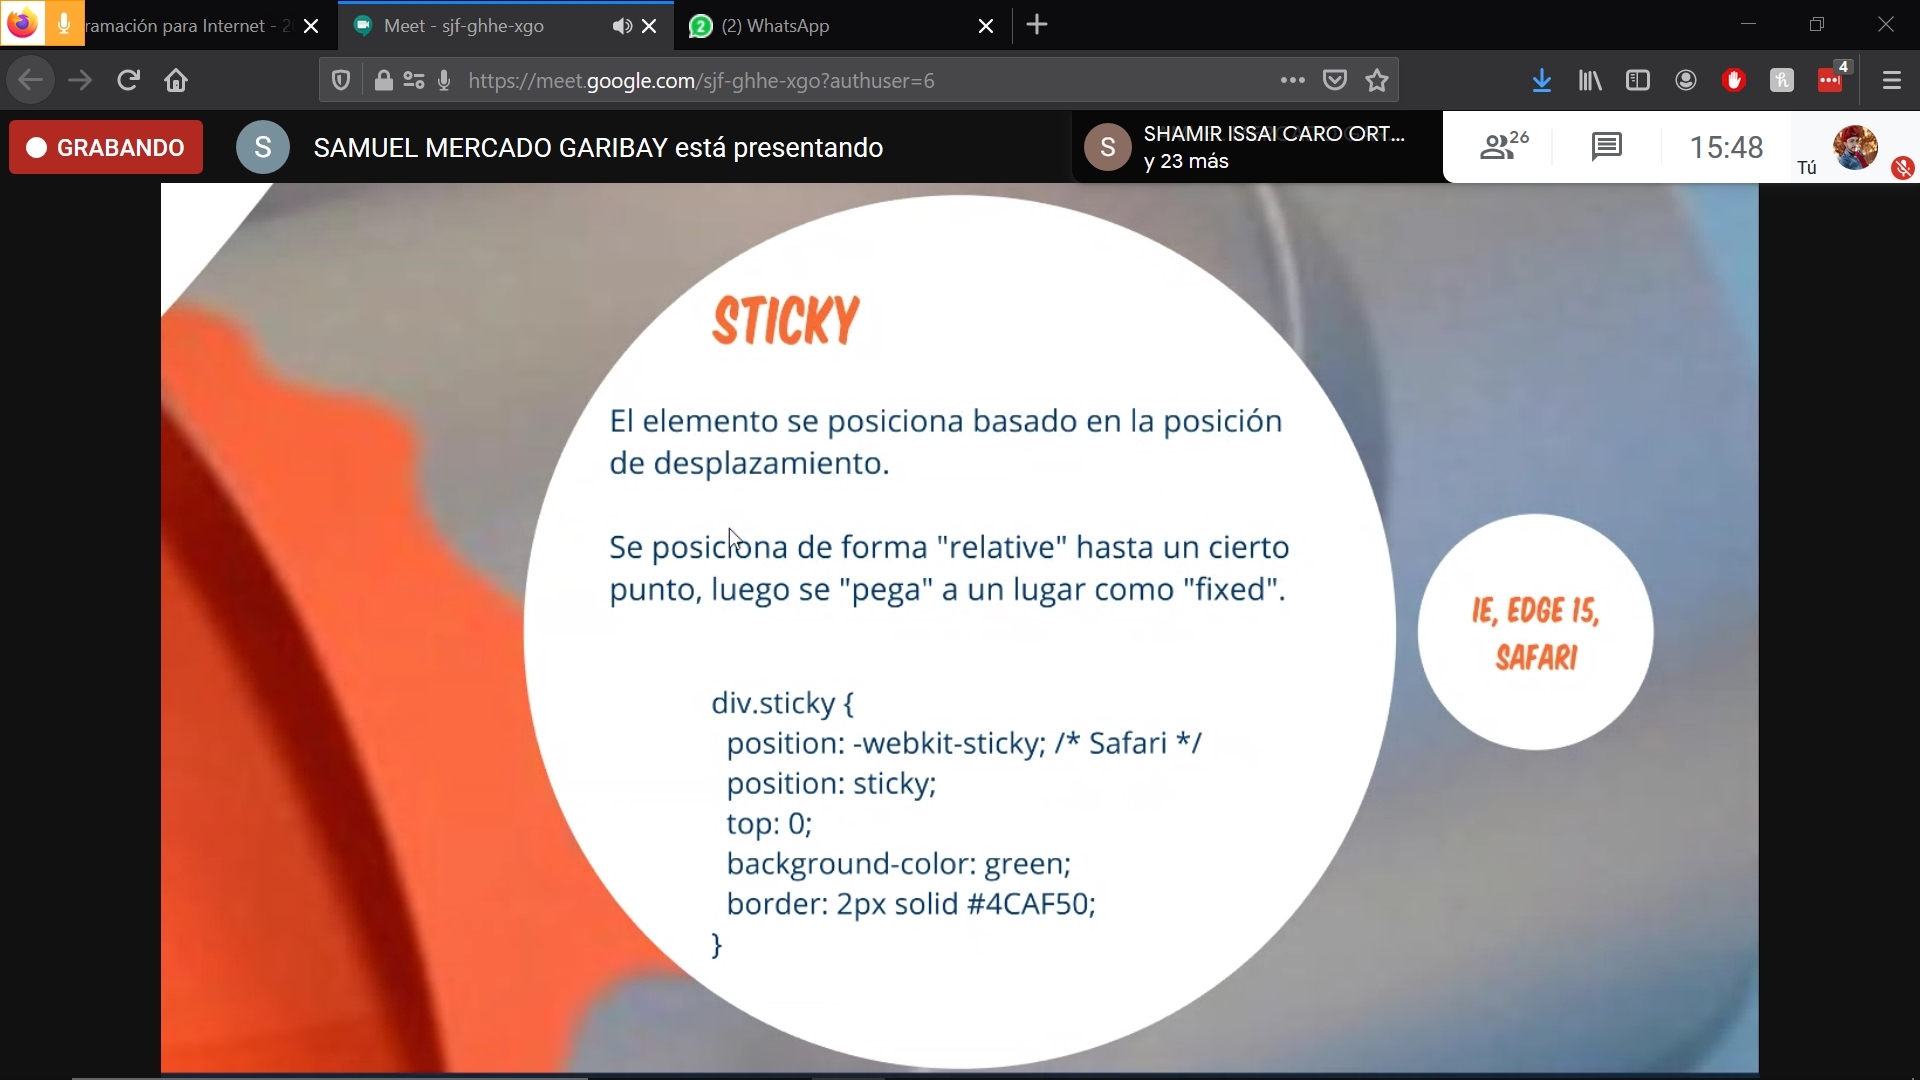 ramación para Internet - 2
Meet - sjf-ghhe-xgo
2
(2) WhatsApp
https://meet.google.com/sjf-ghhe-xgo?authuser=6
4
GRABANDO
S
SAMUEL MERCADO GARIBAY está presentando
S
SHAMIR ISSAI CARO ORT...
y 23 más
26
15:48
Tú
STICKY
El elemento se posiciona basado en la posición
de desplazamiento.
Se posiciona de forma "relative" hasta un cierto
punto, luego se "pega" a un lugar como "fixed".
div.sticky {
position: -webkit-sticky; /* Safari */
position: sticky;
top: 0;
background-color: green;
border: 2px solid #4CAF50;
}
IE, EDGE 15,
SAFARI